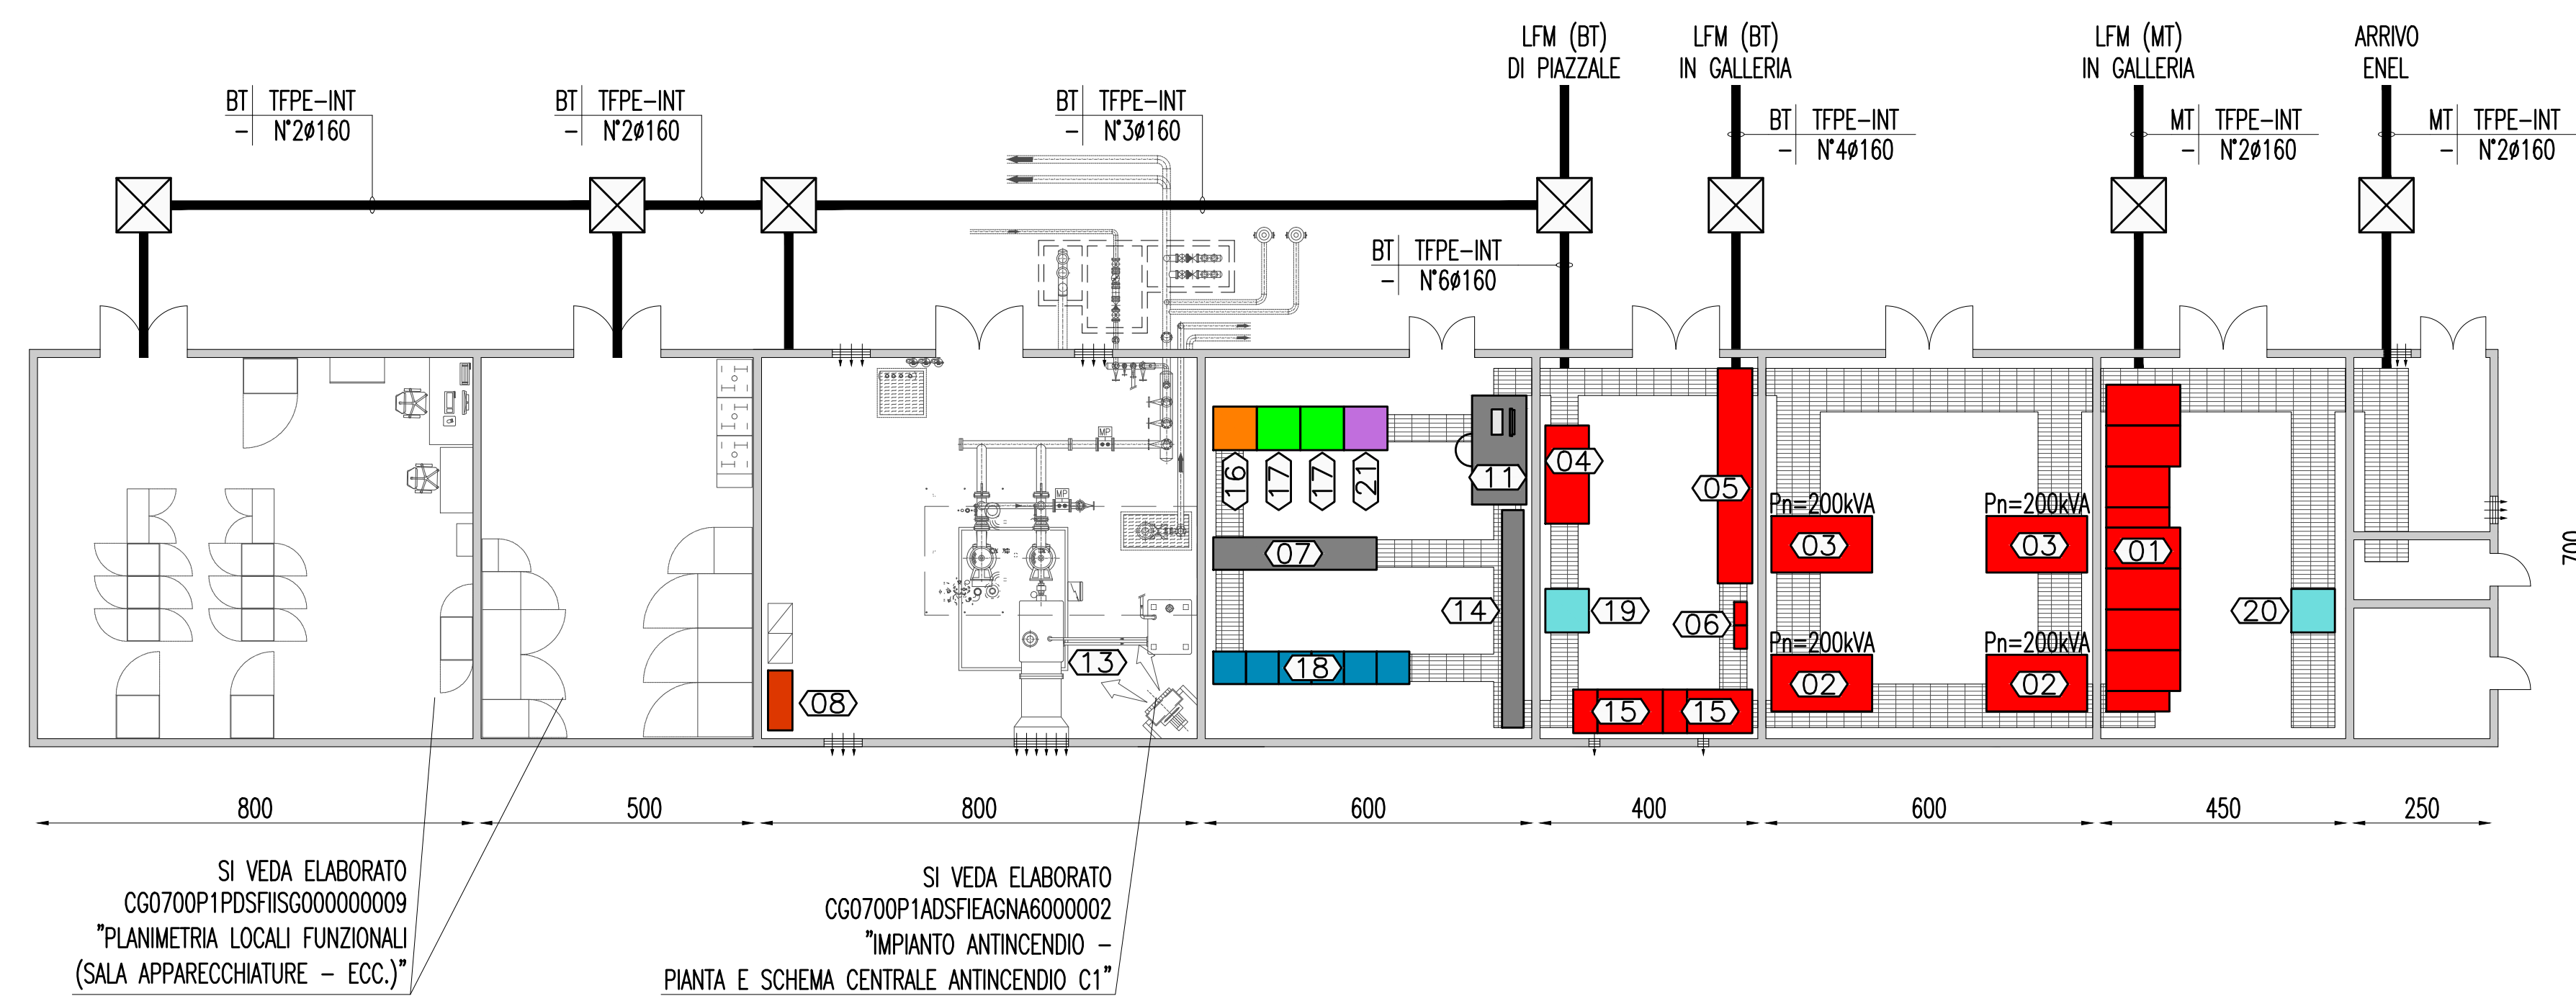 LFM (BT)
DI PIAZZALE
LFM (BT)
IN GALLERIA
LFM (MT)
IN GALLERIA
ARRIVO
ENEL
BT TFPE-INT
- N°2ø160
BT TFPE-INT
- N°2ø160
BT TFPE-INT
- N°3ø160
BT TFPE-INT
- N°4ø160
MT TFPE-INT
- N°2ø160
MT TFPE-INT
- N°2ø160
BT TFPE-INT
- N°6ø160
MP
MP
16
17
17
21
11
04
05
07
14
19
06
18
13
08
15
15
Pn=200kVA
03
Pn=200kVA
03
Pn=200kVA
02
Pn=200kVA
02
01
20
700
800
500
800
600
400
600
450
250
SI VEDA ELABORATO
CG0700P1PDSFIISG000000009
"PLANIMETRIA LOCALI FUNZIONALI
(SALA APPARECCHIATURE - ECC.)"
SI VEDA ELABORATO
CG0700P1ADSFIEAGNA6000002
"IMPIANTO ANTINCENDIO -
PIANTA E SCHEMA CENTRALE ANTINCENDIO C1"